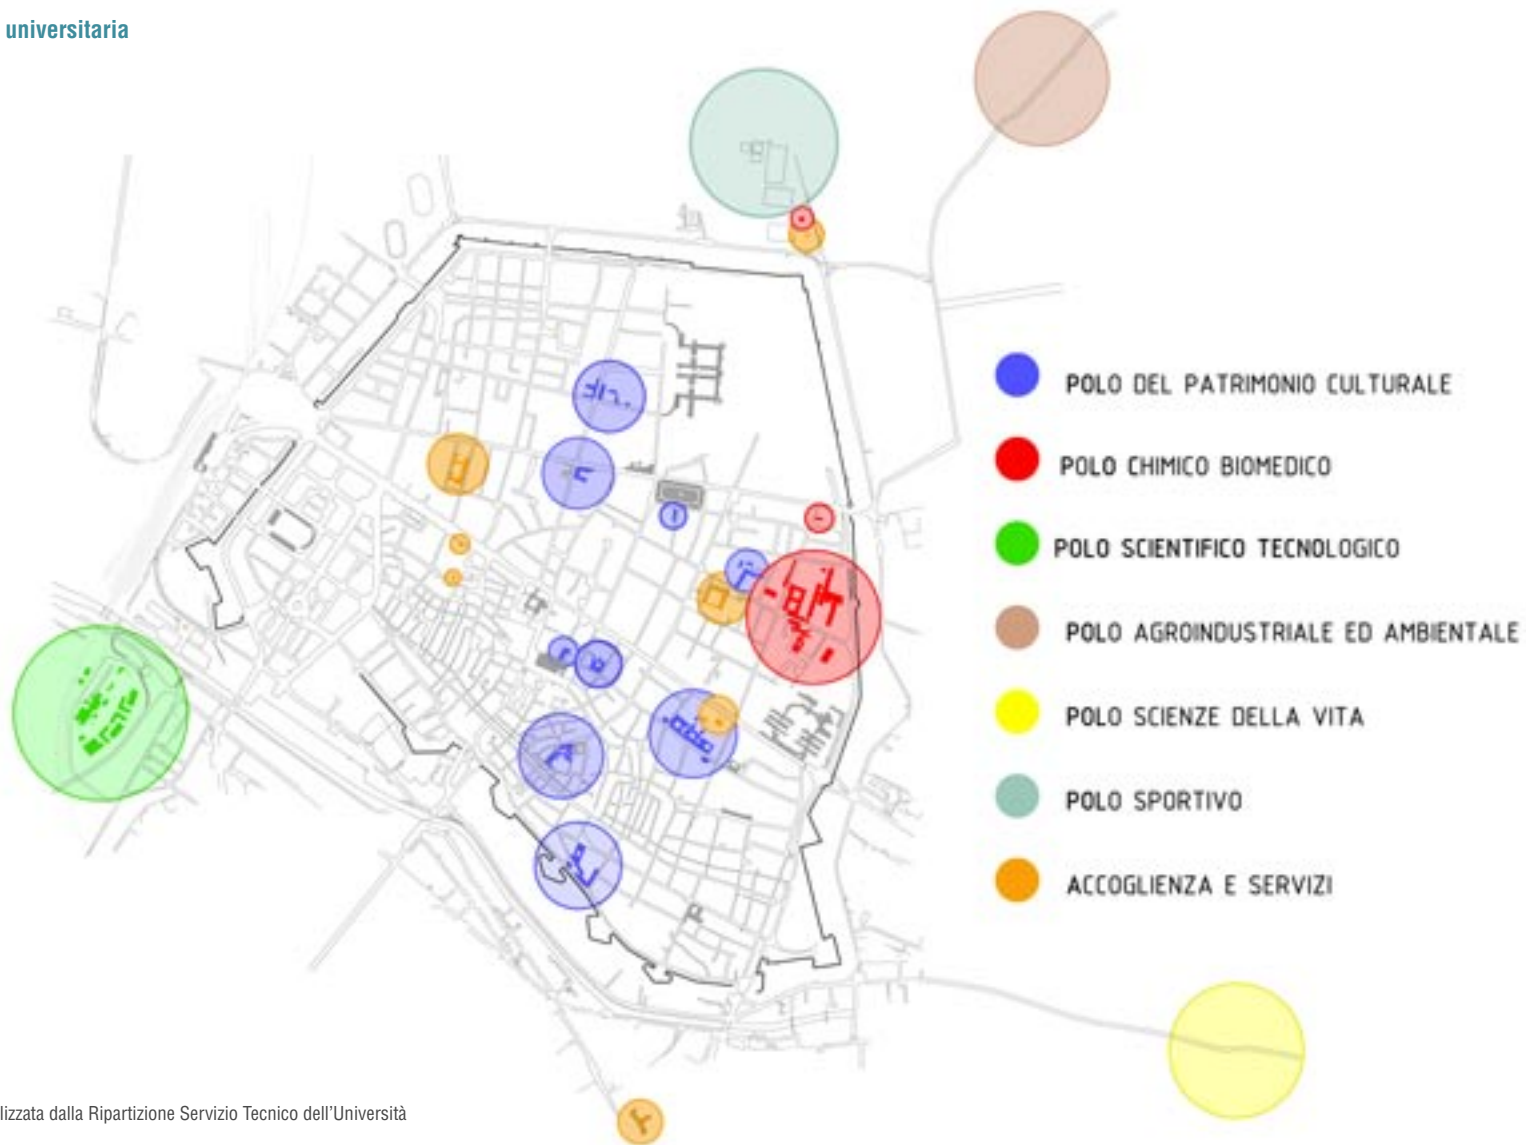 universitaria
POLO DEL PATRIMONIO CULTURALE
POLO CHIMICO BIOMEDICO
POLO SCIENTIFICO TECNOLOGICO
POLO AGROINDUSTRIALE ED AMBIENTALE
POLO SCIENZE DELLA VITA
POLO SPORTIVO
ACCOGLIENZA E SERVIZI
lizzata dalla Ripartizione Servizio Tecnico dell'Università